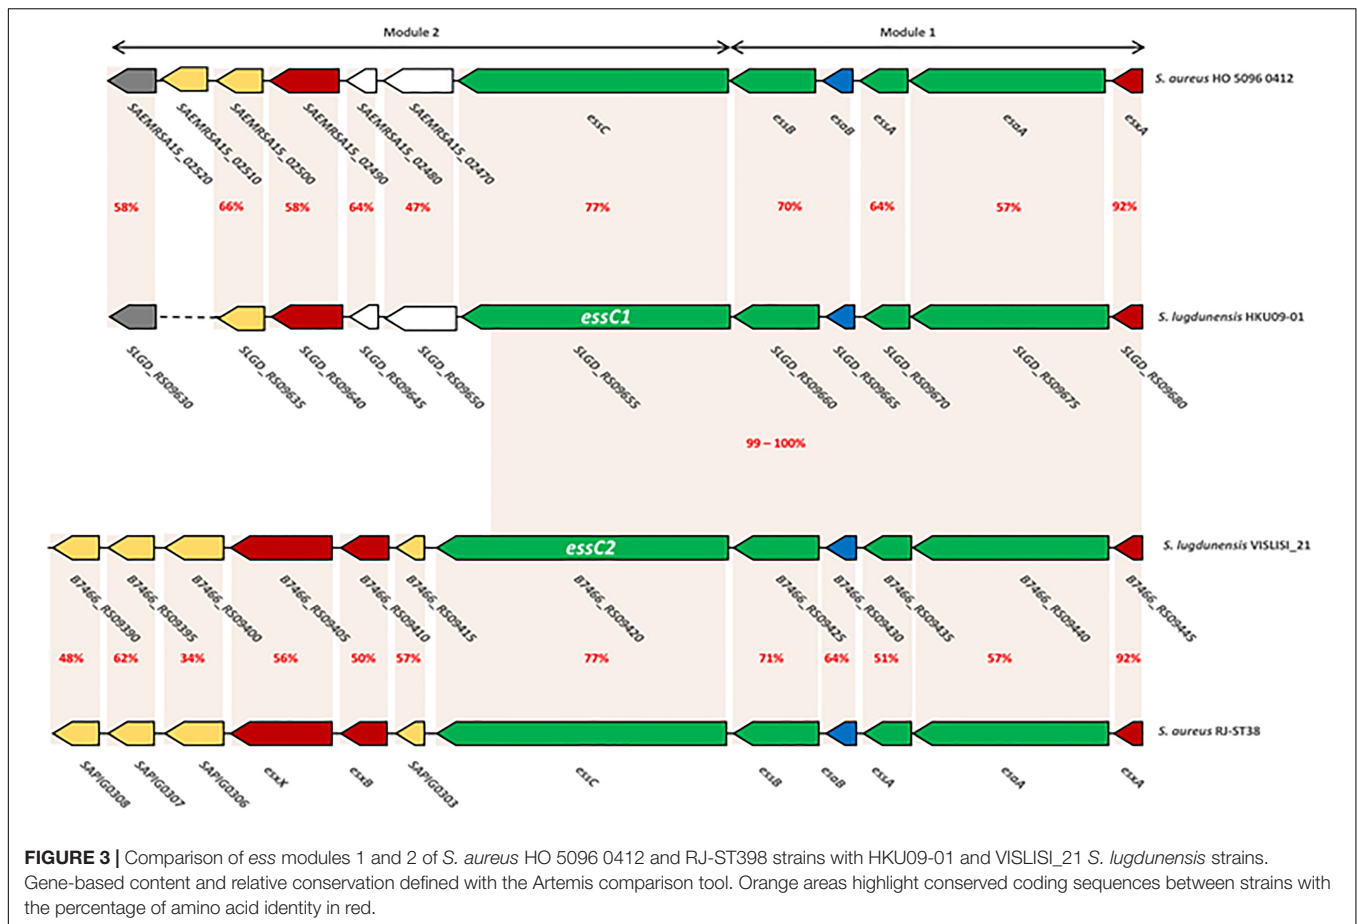 Module 2 Module 1
S. aureus HO 5096 0412
SAEMRSA15_02520 SAEMRSA15_02510 SAEMRSA15_02500 SAEMRSA15_02490 SAEMRSA15_02480 SAEMRSA15_02470 essC essB esaB essA esaA esxA
58% 66% 58% 64% 47% 77% 70% 64% 57% 92%
essC1 S. lugdunensis HKU09-01
SLGD_RS09630 SLGD_RS09635 SLGD_RS09640 SLGD_RS09645 SLGD_RS09650 SLGD_RS09655 SLGD_RS09660 SLGD_RS09665 SLGD_RS09670 SLGD_RS09675 SLGD_RS09680
99 – 100%
essC2 S. lugdunensis VISLISI_21
B7466_RS09390 B7466_RS09395 B7466_RS09400 B7466_RS09405 B7466_RS09410 B7466_RS09415 B7466_RS09420 B7466_RS09425 B7466_RS09430 B7466_RS09435 B7466_RS09440 B7466_RS09445
48% 62% 34% 56% 50% 57% 77% 71% 64% 51% 57% 92%
S. aureus RJ-ST38
SAPIG0308 SAPIG0307 SAPIG0306 essX esxB SAPIG0303 essC essB esaB essA esaA esxA
FIGURE 3 | Comparison of ess modules 1 and 2 of S. aureus HO 5096 0412 and RJ-ST398 strains with HKU09-01 and VISLISI_21 S. lugdunensis strains.
Gene-based content and relative conservation defined with the Artemis comparison tool. Orange areas highlight conserved coding sequences between strains with
the percentage of amino acid identity in red.